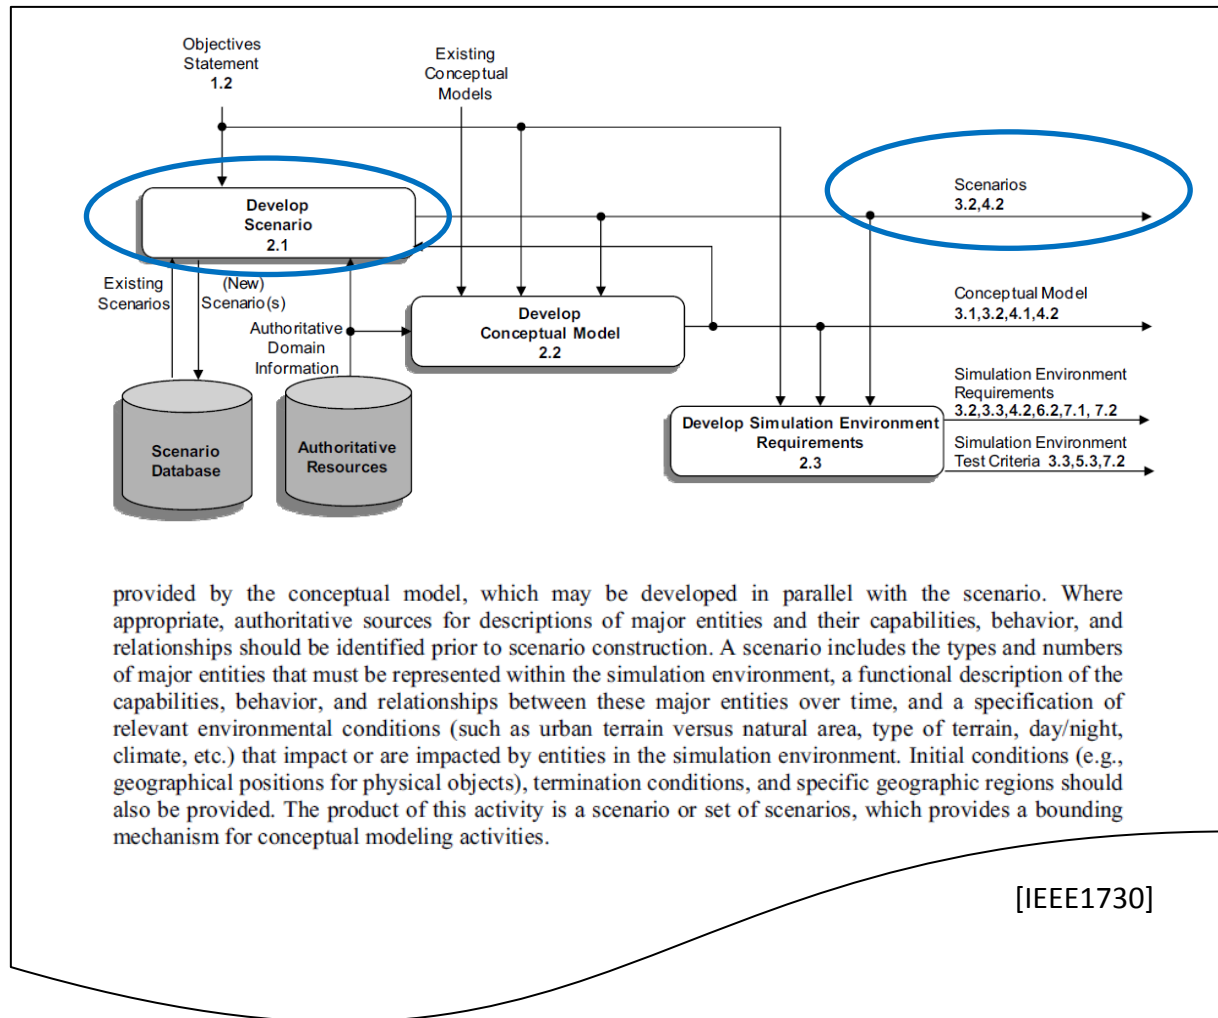 Objectives
Statement
1.2
Existing
Conceptual
Models
Develop
Scenario
2.1
Scenarios
3.2,4.2
Existing
Scenarios
(New)
Scenario(s)
Authoritative
Domain
Information
Develop
Conceptual Model
2.2
Conceptual Model
3.1,3.2,4.1,4.2
Scenario
Database
Authoritative
Resources
Develop Simulation Environment
Requirements
2.3
Simulation Environment
Requirements
3.2,3.3,4.2,6.2,7.1, 7.2
Simulation Environment
Test Criteria 3.3,5.3,7.2
provided by the conceptual model, which may be developed in parallel with the scenario. Where
appropriate, authoritative sources for descriptions of major entities and their capabilities, behavior, and
relationships should be identified prior to scenario construction. A scenario includes the types and numbers
of major entities that must be represented within the simulation environment, a functional description of the
capabilities, behavior, and relationships between these major entities over time, and a specification of
relevant environmental conditions (such as urban terrain versus natural area, type of terrain, day/night,
climate, etc.) that impact or are impacted by entities in the simulation environment. Initial conditions (e.g.,
geographical positions for physical objects), termination conditions, and specific geographic regions should
also be provided. The product of this activity is a scenario or set of scenarios, which provides a bounding
mechanism for conceptual modeling activities.
[IEEE1730]